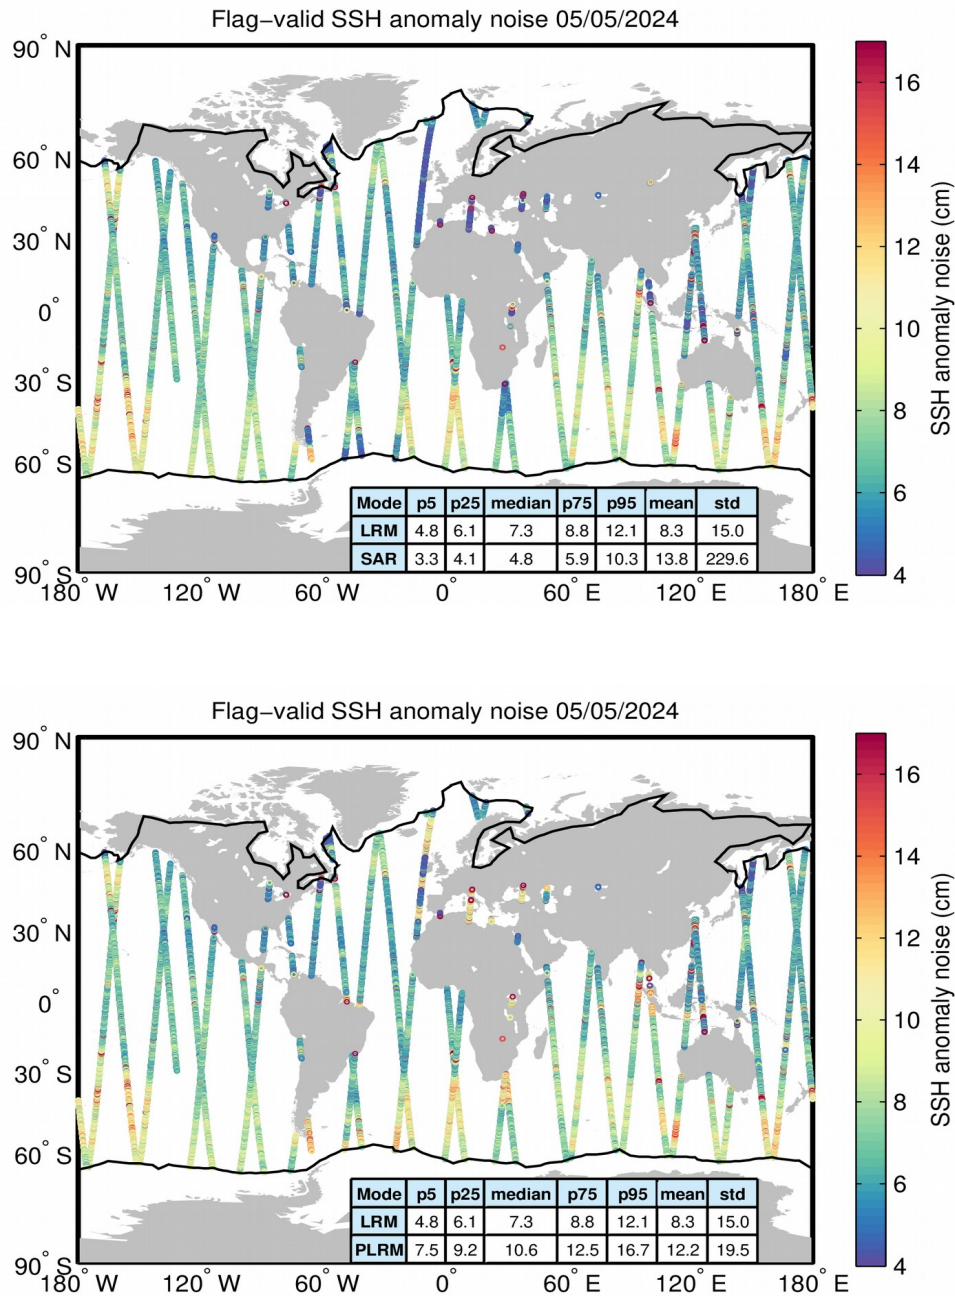 Flag−valid SSH anomaly noise 05/05/2024
90° N
60° N
30° N
0°
30° S
60° S
90° S
180° W 120° W 60° W 0° 60° E 120° E 180° E
Mode p5 p25 median p75 p95 mean std
LRM 4.8 6.1 7.3 8.8 12.1 8.3 15.0
SAR 3.3 4.1 4.8 5.9 10.3 13.8 229.6
16
14
12
10
8
6
4
SSH anomaly noise (cm)
Flag−valid SSH anomaly noise 05/05/2024
90° N
60° N
30° N
0°
30° S
60° S
90° S
180° W 120° W 60° W 0° 60° E 120° E 180° E
Mode p5 p25 median p75 p95 mean std
LRM 4.8 6.1 7.3 8.8 12.1 8.3 15.0
PLRM 7.5 9.2 10.6 12.5 16.7 12.2 19.5
16
14
12
10
8
6
4
SSH anomaly noise (cm)